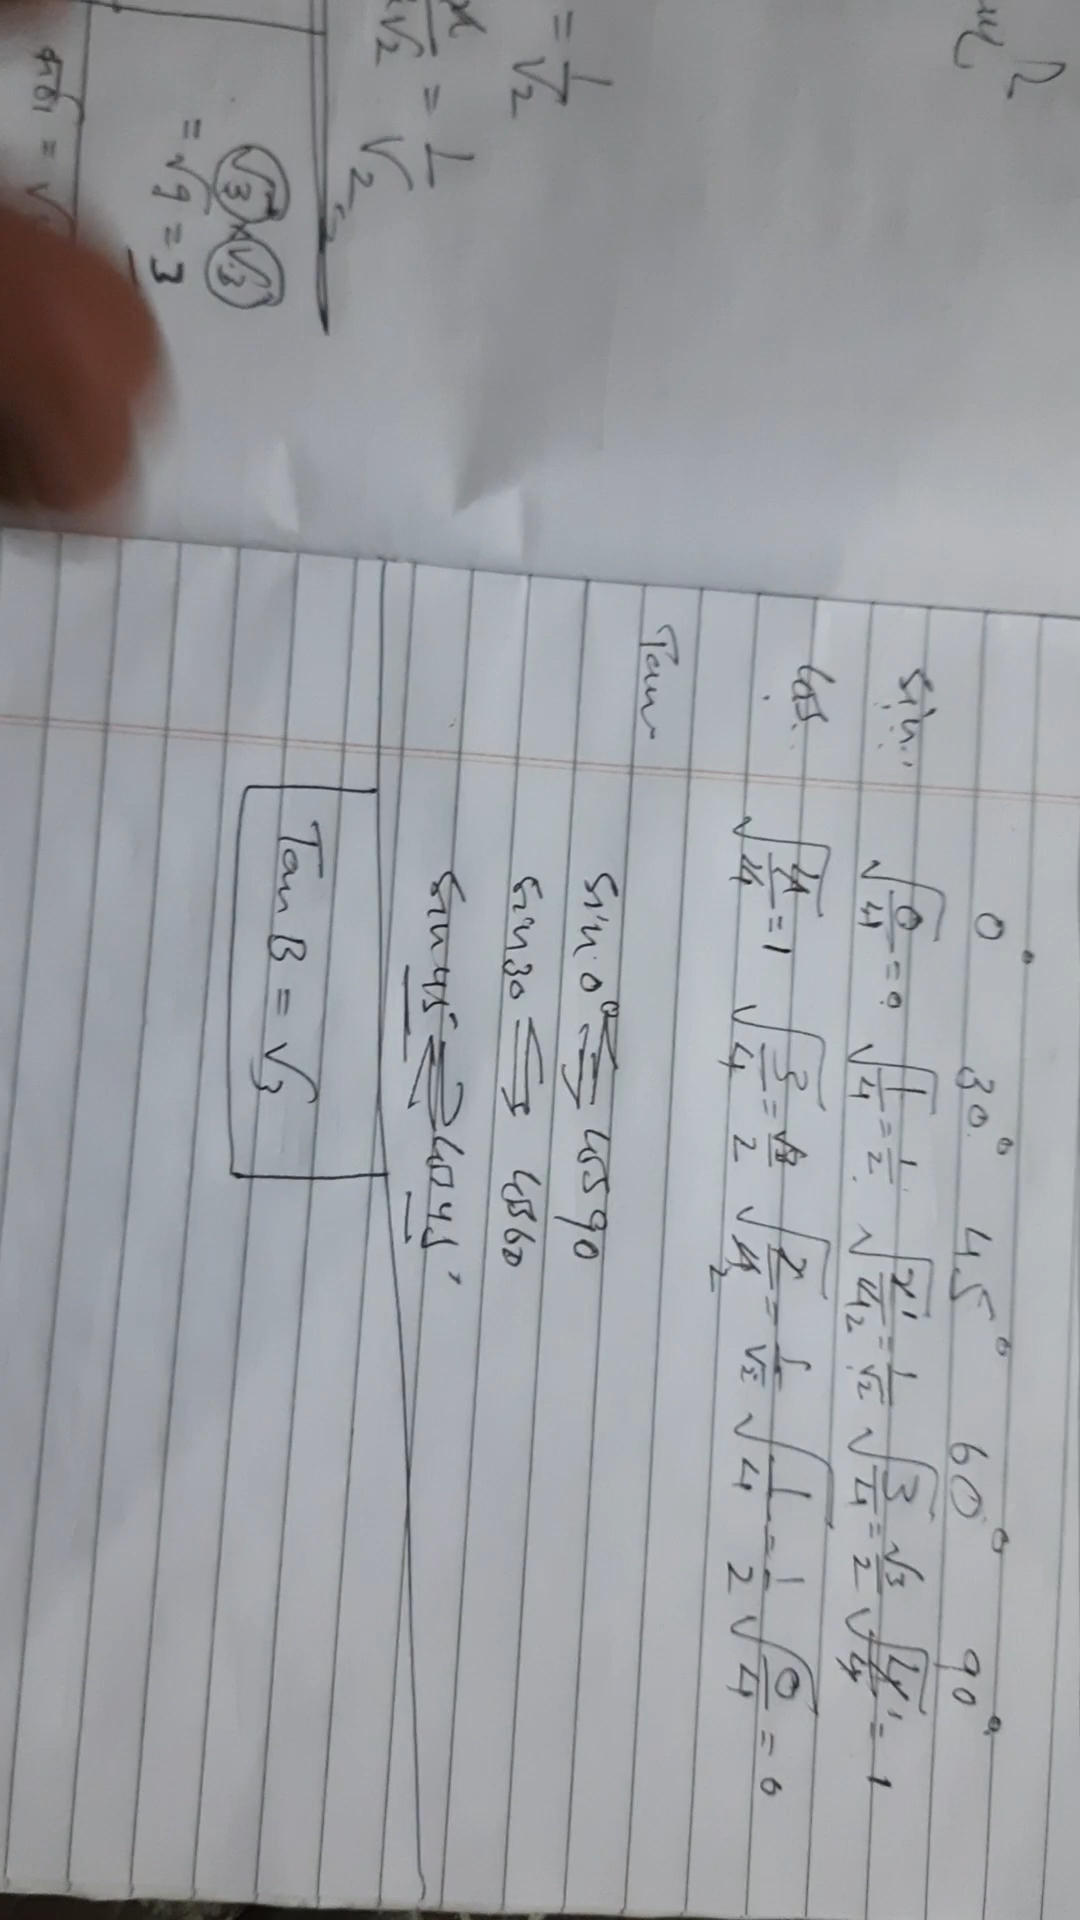 = 1/√2
= 1/√2
√3 × √3
= √9 = 3
0° 30° 45° 60° 90°
Sin √(0/4) = 0 √(1/4) = 1/2 √(2/4) = 1/√2 √(3/4) = √3/2 √(4/4) = 1
Cos √(4/4) = 1 √(3/4) = √3/2 √(2/4) = 1/√2 √(1/4) = 1/2 √(0/4) = 0
Tan
Sin 0° ⇆ Cos 90
Sin 30 ⇆ Cos 60
Sin 45° ⇄ Cos 45°
Tan B = √3